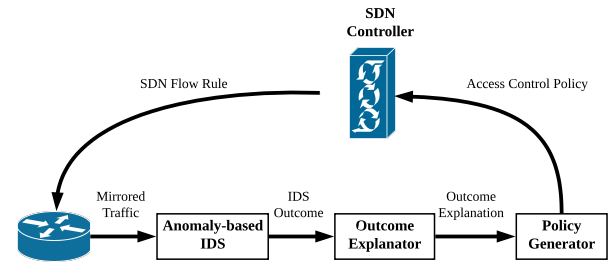 SDN
Controller
SDN Flow Rule
Access Control Policy
Mirrored
Traffic
IDS
Outcome
Outcome
Explanation
Anomaly-based
IDS
Outcome
Explanator
Policy
Generator